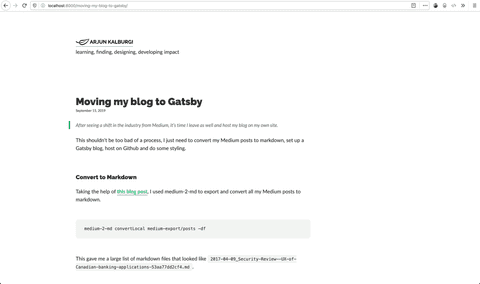 localhost:8000/moving-my-blog-to-gatsby/
ARJUN KALBURGI
learning, finding, designing, developing impact
Moving my blog to Gatsby
September 15, 2019
After seeing a shift in the industry from Medium, it's time I leave as well and host my blog on my own site.
This shouldn't be too bad of a process, I just need to convert my Medium posts to markdown, set up a
Gatsby blog, host on Github and do some styling.
Convert to Markdown
Taking the help of this blog post, I used medium-2-md to export and convert all my Medium posts to
markdown.
medium-2-md convertLocal medium-export/posts -df
This gave me a large list of markdown files that looked like 2017-04-09_Security-Review--UX-of-
Canadian-banking-applications-53aa77dd2cf4.md .